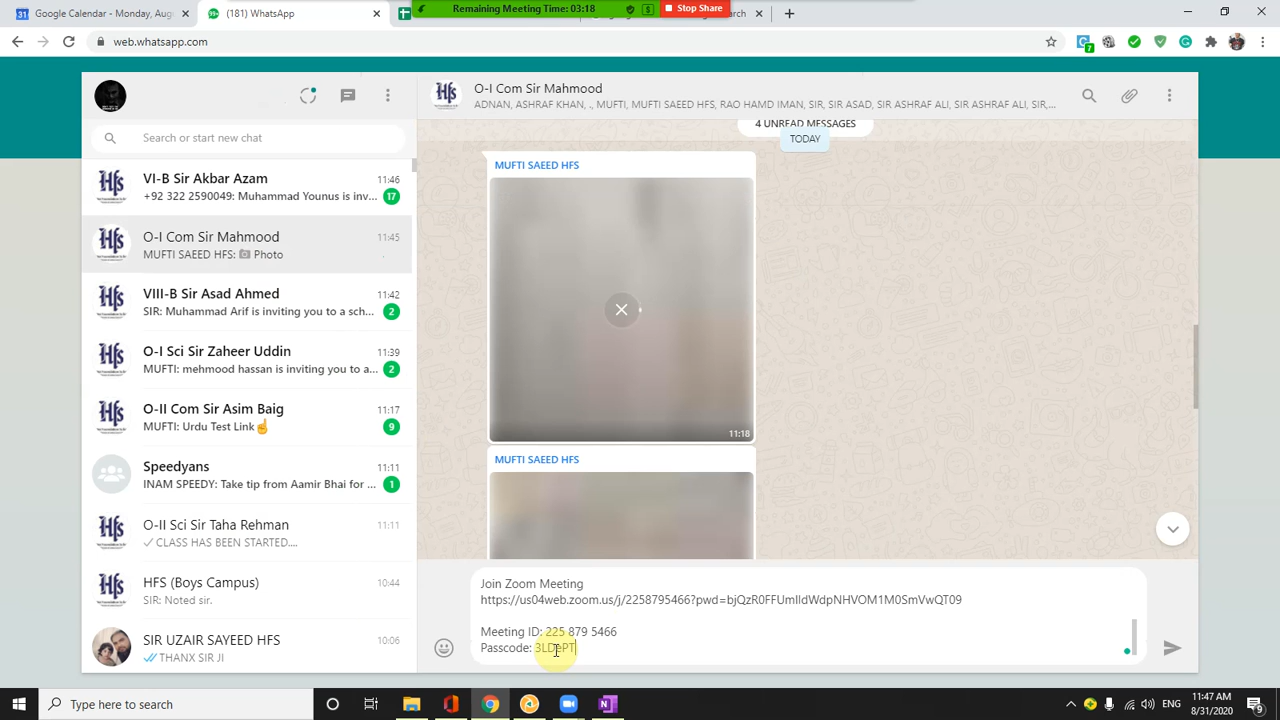 Google Calendar - Monday, Aug
(181) WhatsApp
Remaining Meeting Time: 03:18
Stop Share
web.whatsapp.com
7
Search or start new chat
VI-B Sir Akbar Azam
11:46
+92 322 2590049: Muhammad Younus is inv...
17
O-I Com Sir Mahmood
11:45
MUFTI SAEED HFS: Photo
VIII-B Sir Asad Ahmed
11:42
SIR: Muhammad Arif is inviting you to a sch...
2
O-I Sci Sir Zaheer Uddin
11:39
MUFTI: mehmood hassan is inviting you to a...
2
O-II Com Sir Asim Baig
11:17
MUFTI: Urdu Test Link☝
9
Speedyans
11:11
INAM SPEEDY: Take tip from Aamir Bhai for ...
1
O-II Sci Sir Taha Rehman
11:11
CLASS HAS BEEN STARTED....
HFS (Boys Campus)
10:44
SIR: Noted sir.
SIR UZAIR SAYEED HFS
10:06
THANX SIR JI
O-I Com Sir Mahmood
ADNAN, ASHRAF KHAN, ., MUFTI, MUFTI SAEED HFS, RAO HAMD IMAN, SIR, SIR ASAD, SIR ASHRAF ALI, SIR ASHRAF ALI, SIR,...
4 UNREAD MESSAGES
TODAY
MUFTI SAEED HFS
11:18
MUFTI SAEED HFS
Join Zoom Meeting
https://us04web.zoom.us/j/2258795466?pwd=bjQzR0FFUmlIdWdpNHVOM1M0SmVwQT09
Meeting ID: 225 879 5466
Passcode: 3LDePT
Type here to search
11:47 AM
8/31/2020
9